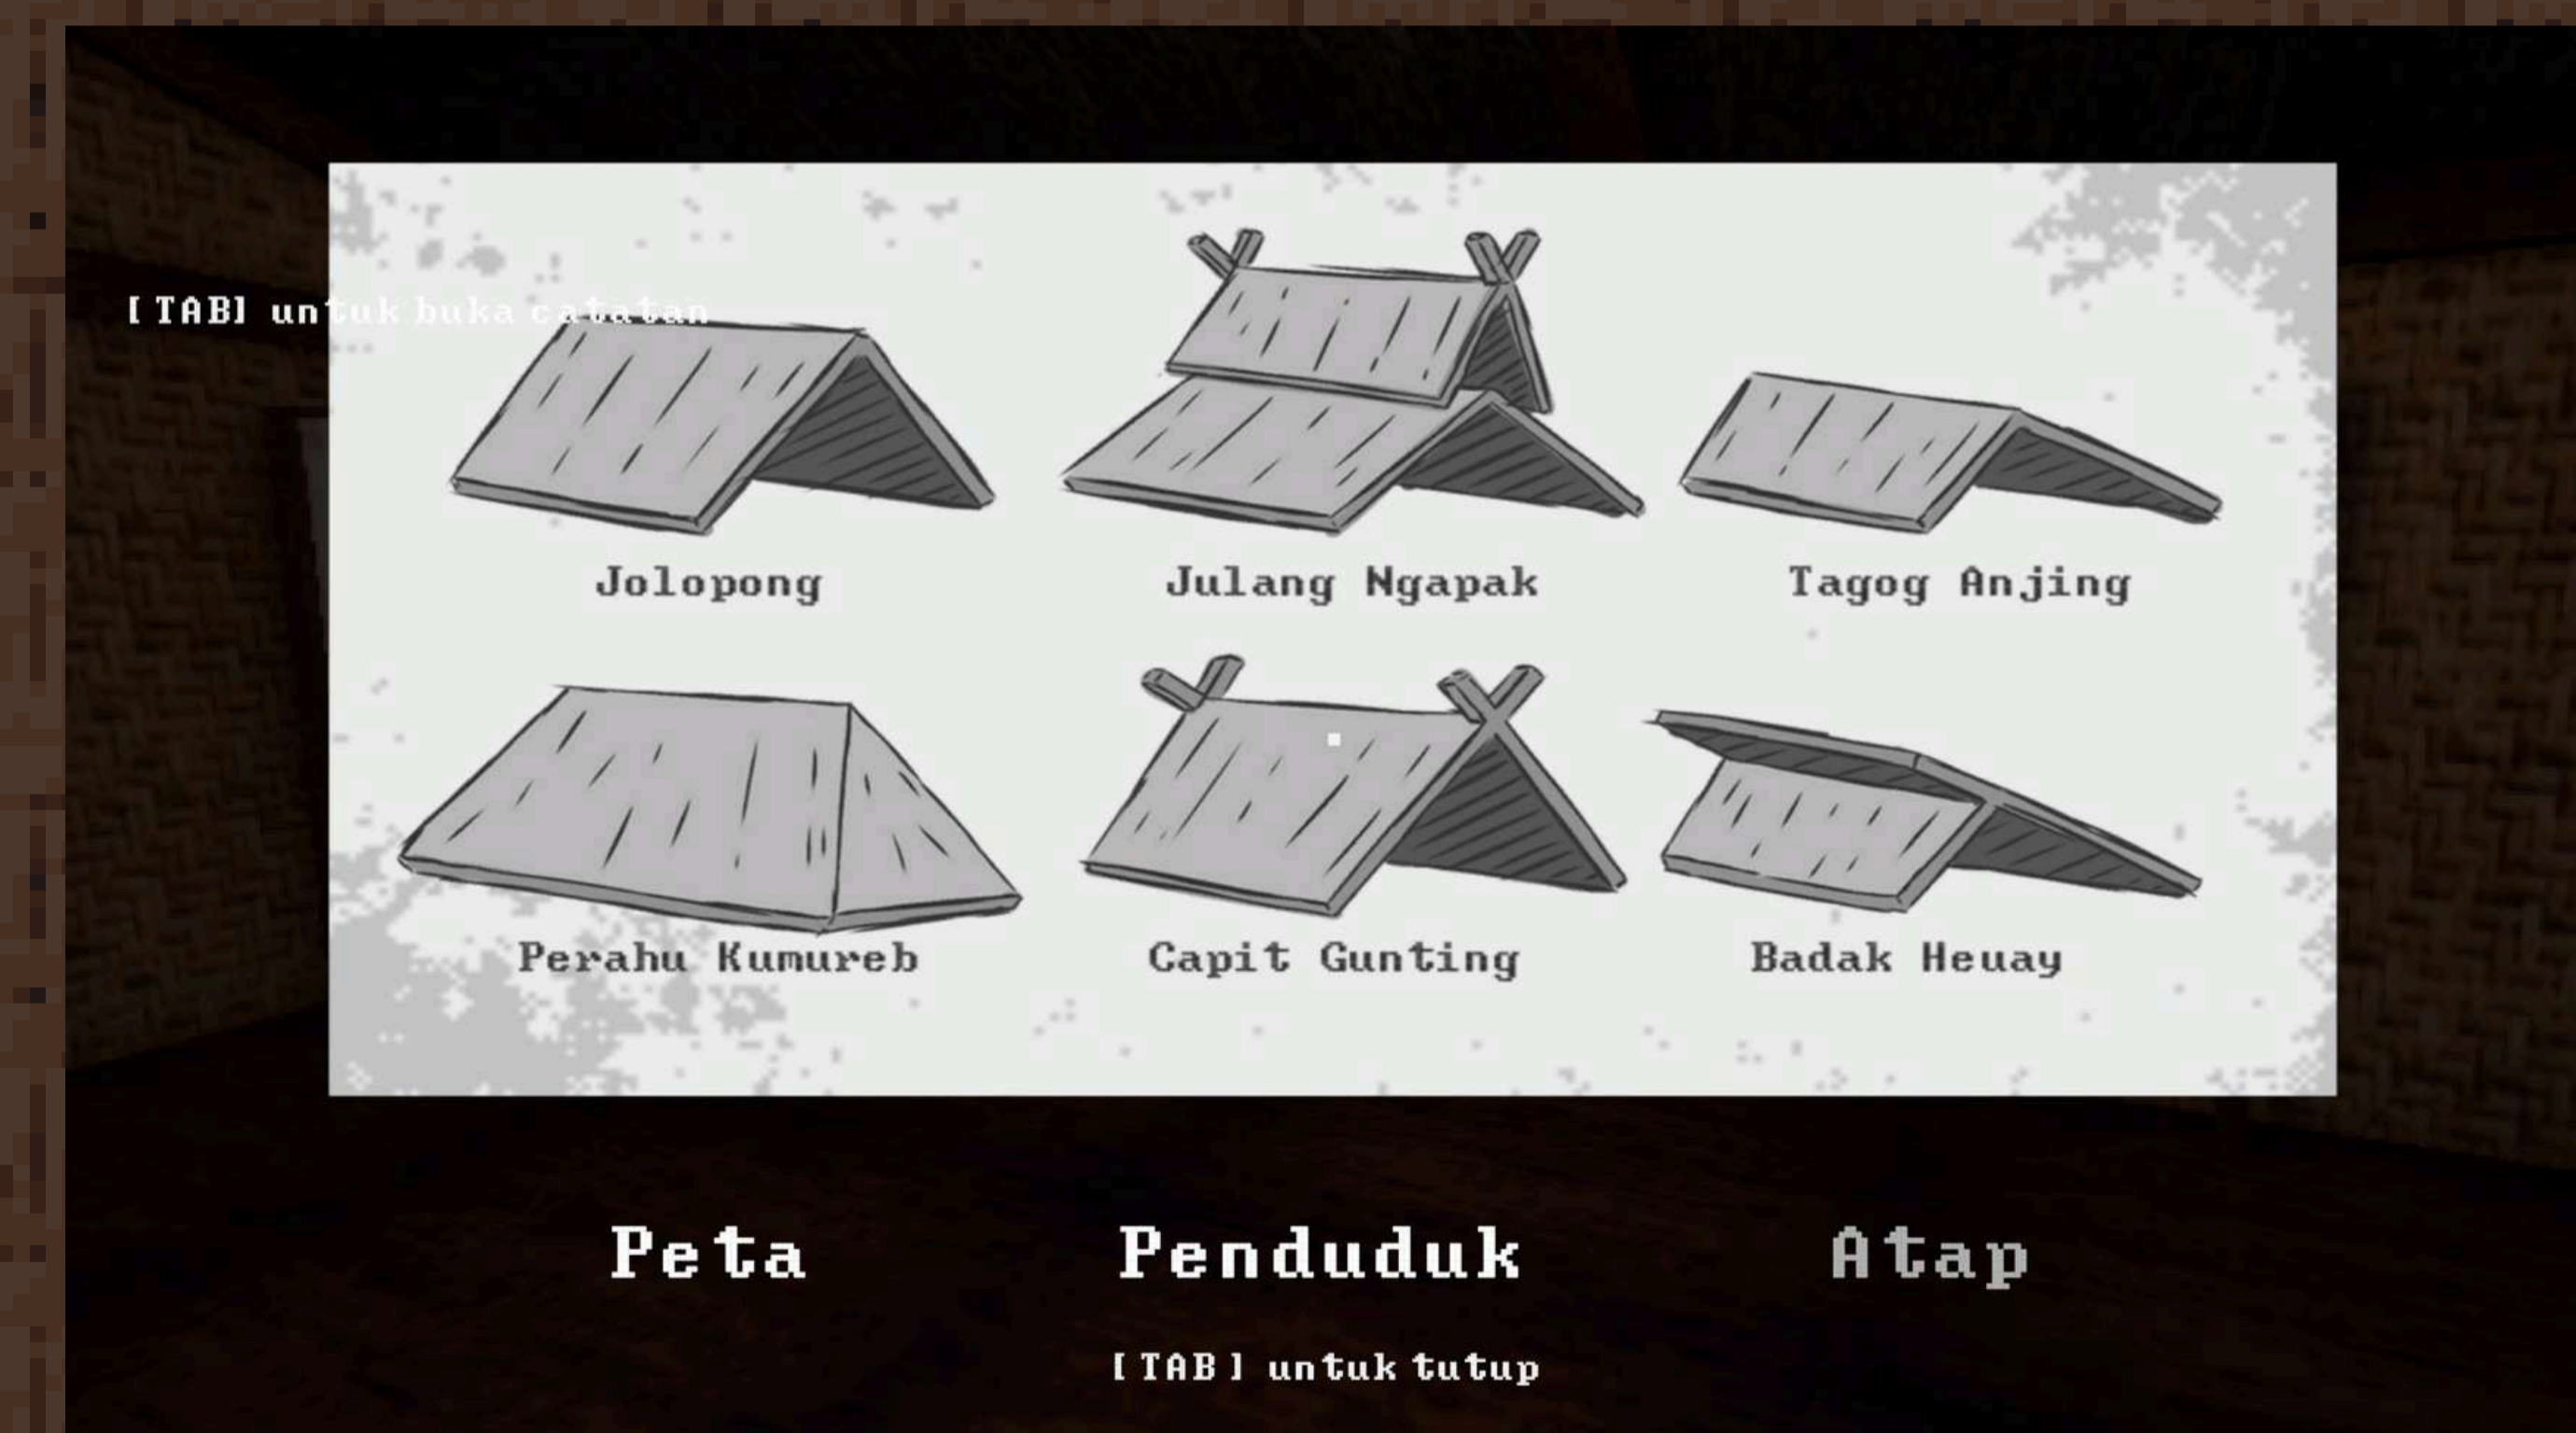 [TAB] untuk buka catatan
Jolopong
Julang Ngapak
Tagog Anjing
Perahu Kumureb
Capit Gunting
Badak Heuay
Peta
Penduduk
Atap
[TAB] untuk tutup